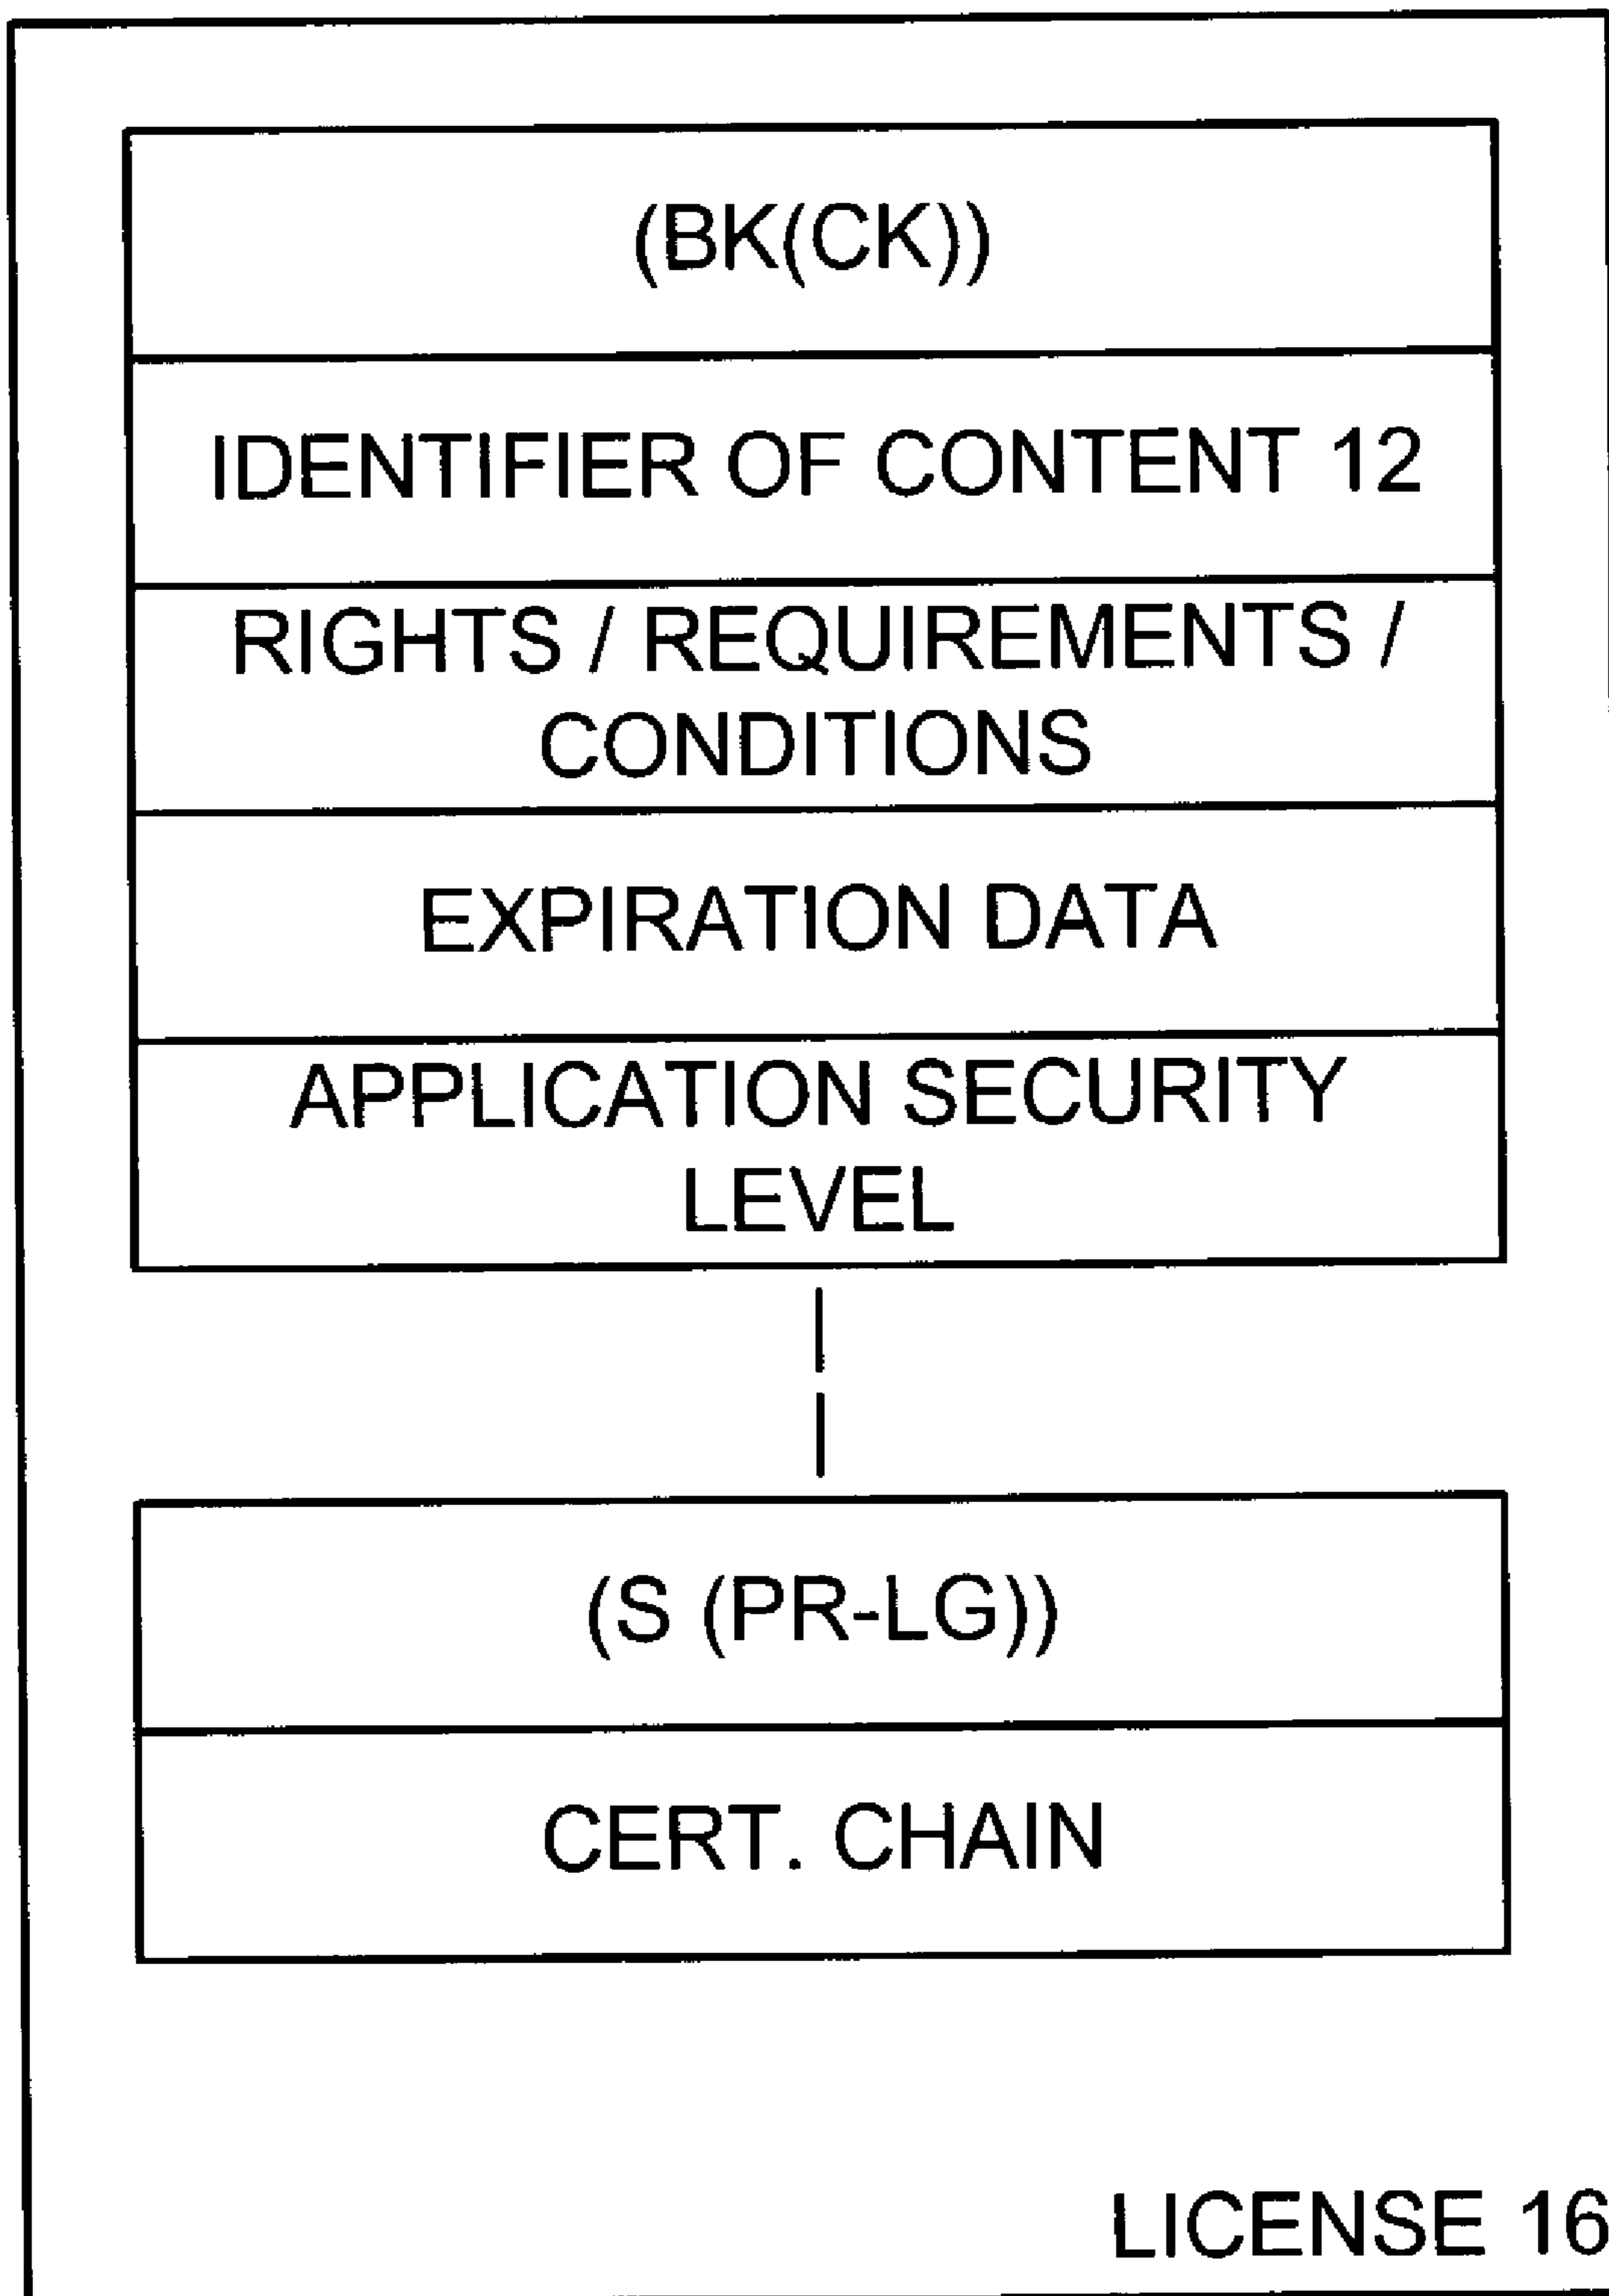 (BK(CK))
IDENTIFIER OF CONTENT 12
RIGHTS / REQUIREMENTS /
CONDITIONS
EXPIRATION DATA
APPLICATION SECURITY
LEVEL
(S (PR-LG))
CERT. CHAIN
LICENSE 16